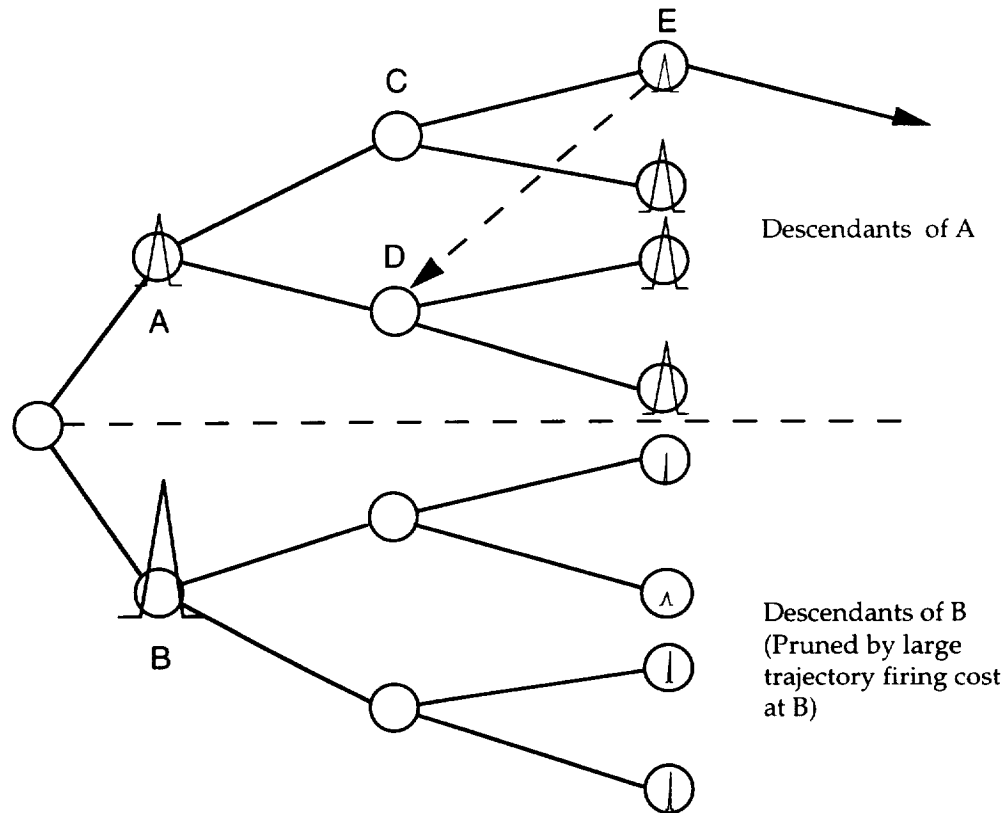 E
C
Descendants of A
D
A
B
Descendants of B
(Pruned by large
trajectory firing cost
at B)